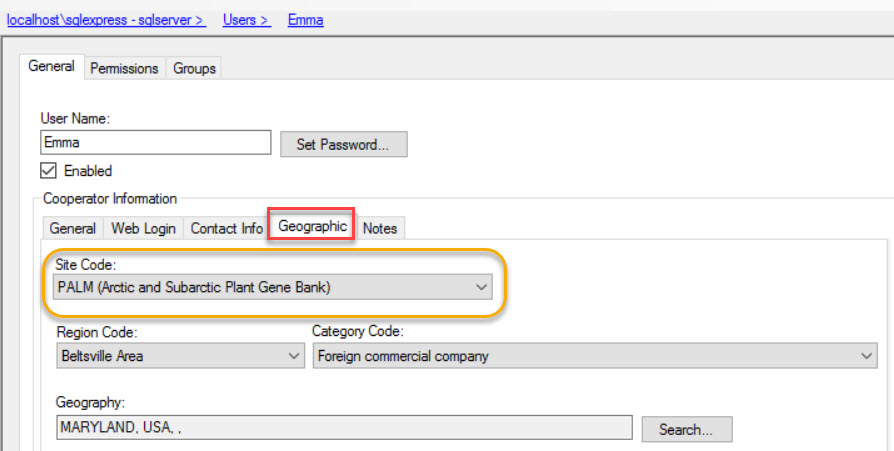 localhost\sqlexpress - sqlserver >  Users >  Emma
General Permissions Groups
User Name:
Emma Set Password...
Enabled
Cooperator Information
General Web Login Contact Info Geographic Notes
Site Code:
PALM (Arctic and Subarctic Plant Gene Bank)
Region Code: Category Code:
Beltsville Area Foreign commercial company
Geography:
MARYLAND, USA, , Search...